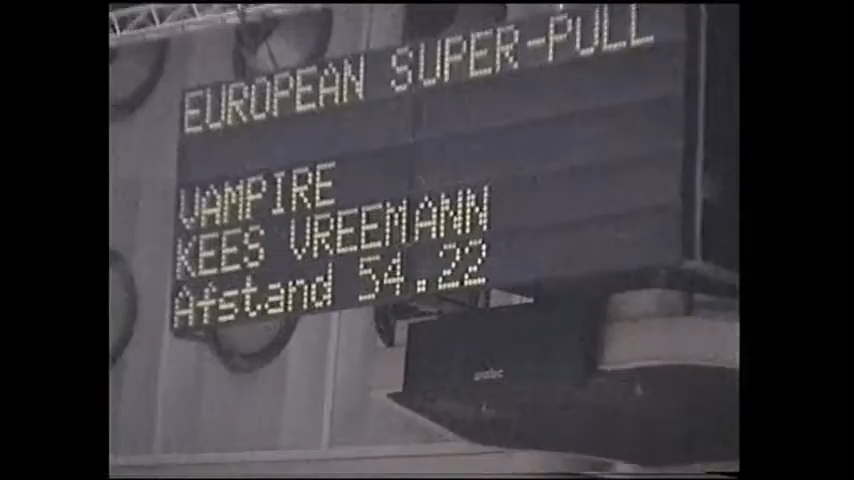 EUROPEAN SUPER-PULL
VAMPIRE
KEES VREEMANN
Afstand 54.22